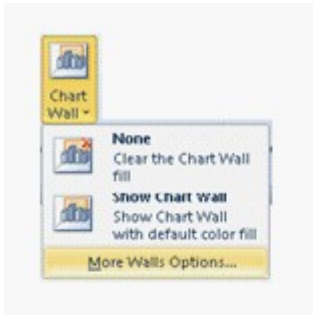 Chart
Wall
None
Clear the Chart Wall
fill
Show Chart Wall
Show Chart Wall
with default color fill
More Walls Options...